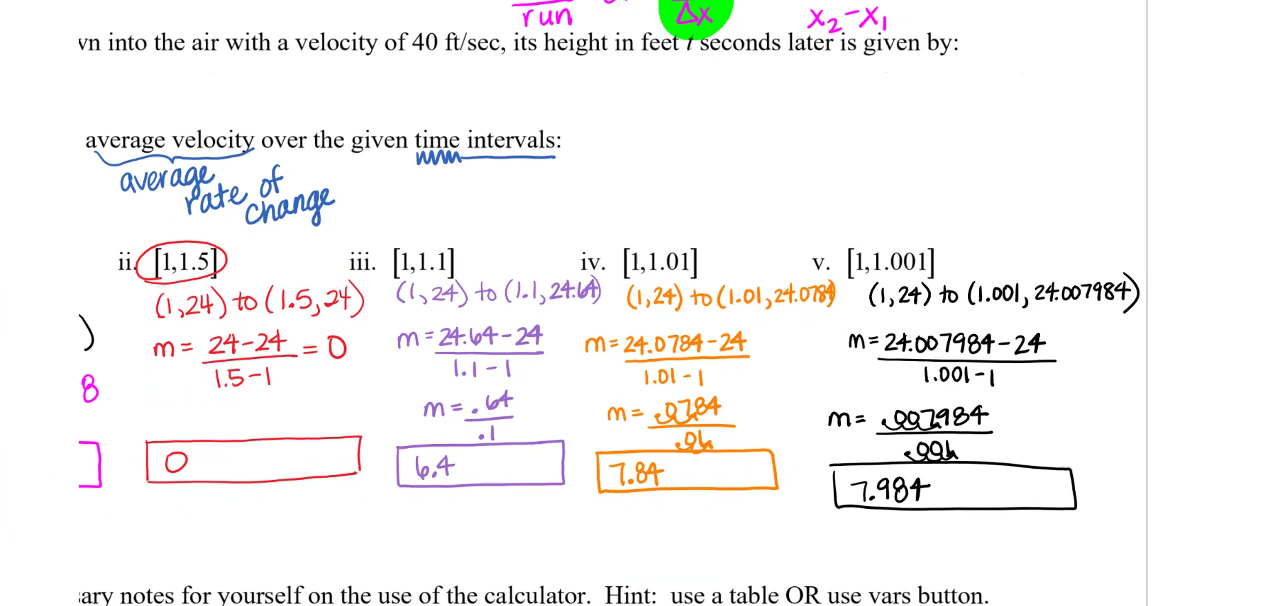 run Δx x₂-x₁
vn into the air with a velocity of 40 ft/sec, its height in feet t seconds later is given by:
average velocity over the given time intervals:
average
rate of
change
ii. [1,1.5] iii. [1,1.1] iv. [1,1.01] v. [1,1.001]
(1,24) to (1.5,24) (1,24) to (1.1,24.64) (1,24) to (1.01,24.0784) (1,24) to (1.001,24.007984)
) m = 24-24 = 0 m = 24.64-24 m = 24.0784-24 m = 24.007984-24
1.5-1 1.1-1 1.01-1 1.001-1
8 m = .64 m = .0784 m = .007984
.1 .01 .001
] 0 6.4 7.84 7.984
ary notes for yourself on the use of the calculator. Hint: use a table OR use vars button.